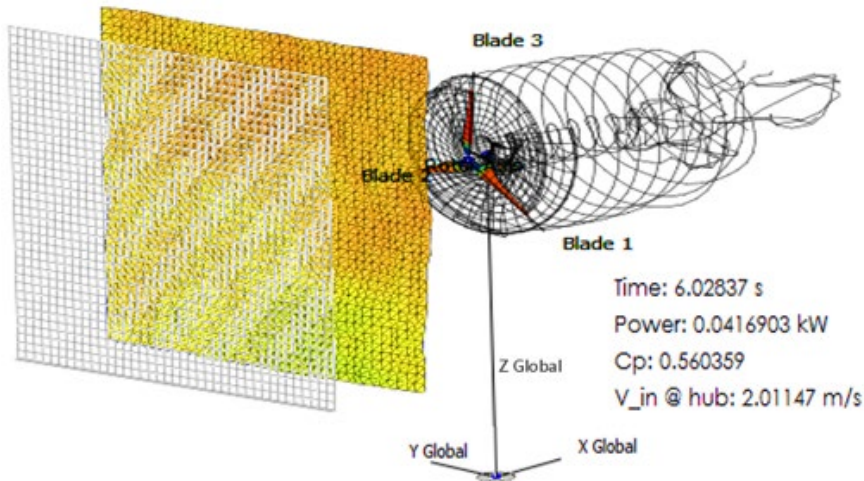 Blade 3
Blade 2
Blade 1
Time: 6.02837 s
Power: 0.0416903 kW
Z Global
Cp: 0.560359
V_in @ hub: 2.01147 m/s
Y Global
X Global